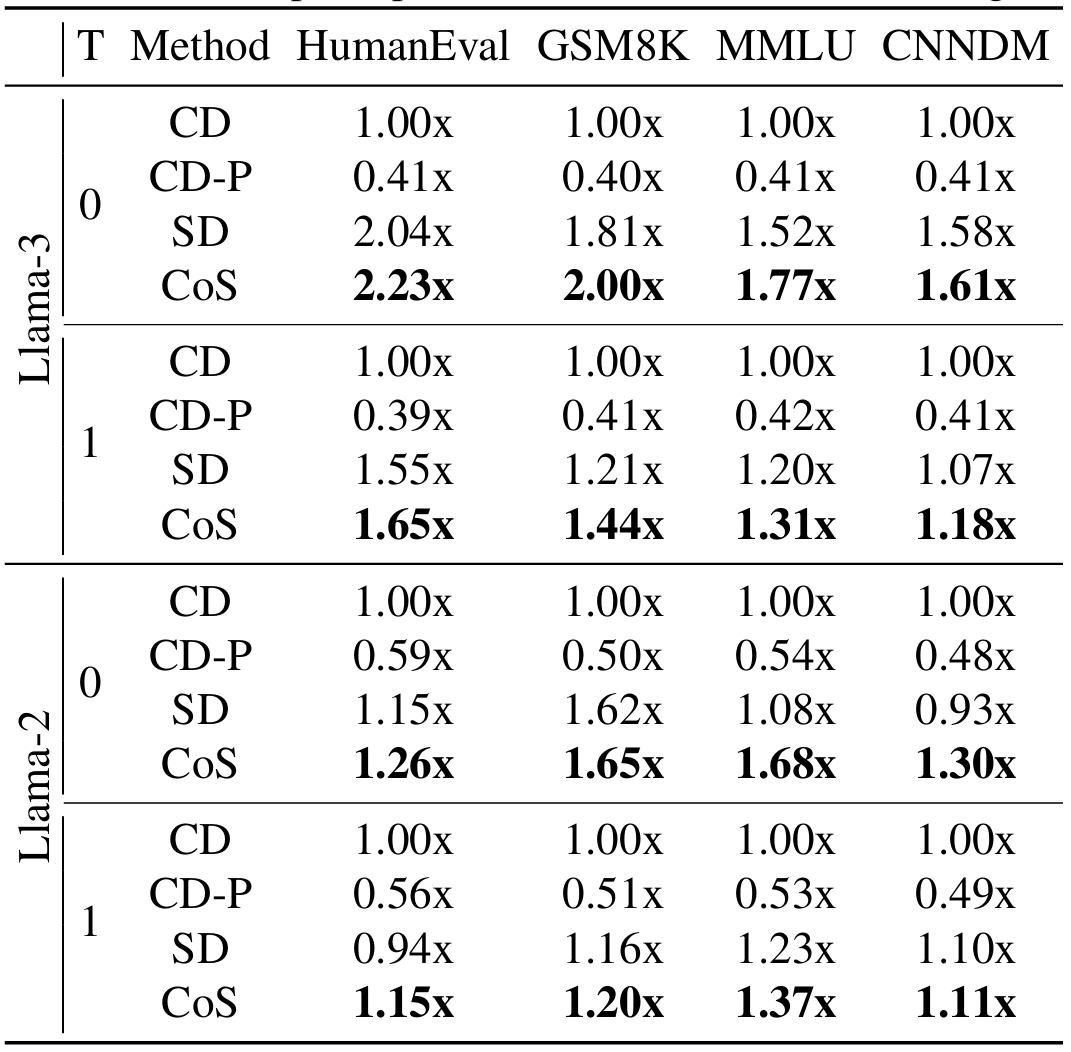 T Method HumanEval GSM8K MMLU CNNDM
Llama-3
0
CD 1.00x 1.00x 1.00x 1.00x
CD-P 0.41x 0.40x 0.41x 0.41x
SD 2.04x 1.81x 1.52x 1.58x
CoS 2.23x 2.00x 1.77x 1.61x
1
CD 1.00x 1.00x 1.00x 1.00x
CD-P 0.39x 0.41x 0.42x 0.41x
SD 1.55x 1.21x 1.20x 1.07x
CoS 1.65x 1.44x 1.31x 1.18x
Llama-2
0
CD 1.00x 1.00x 1.00x 1.00x
CD-P 0.59x 0.50x 0.54x 0.48x
SD 1.15x 1.62x 1.08x 0.93x
CoS 1.26x 1.65x 1.68x 1.30x
1
CD 1.00x 1.00x 1.00x 1.00x
CD-P 0.56x 0.51x 0.53x 0.49x
SD 0.94x 1.16x 1.23x 1.10x
CoS 1.15x 1.20x 1.37x 1.11x